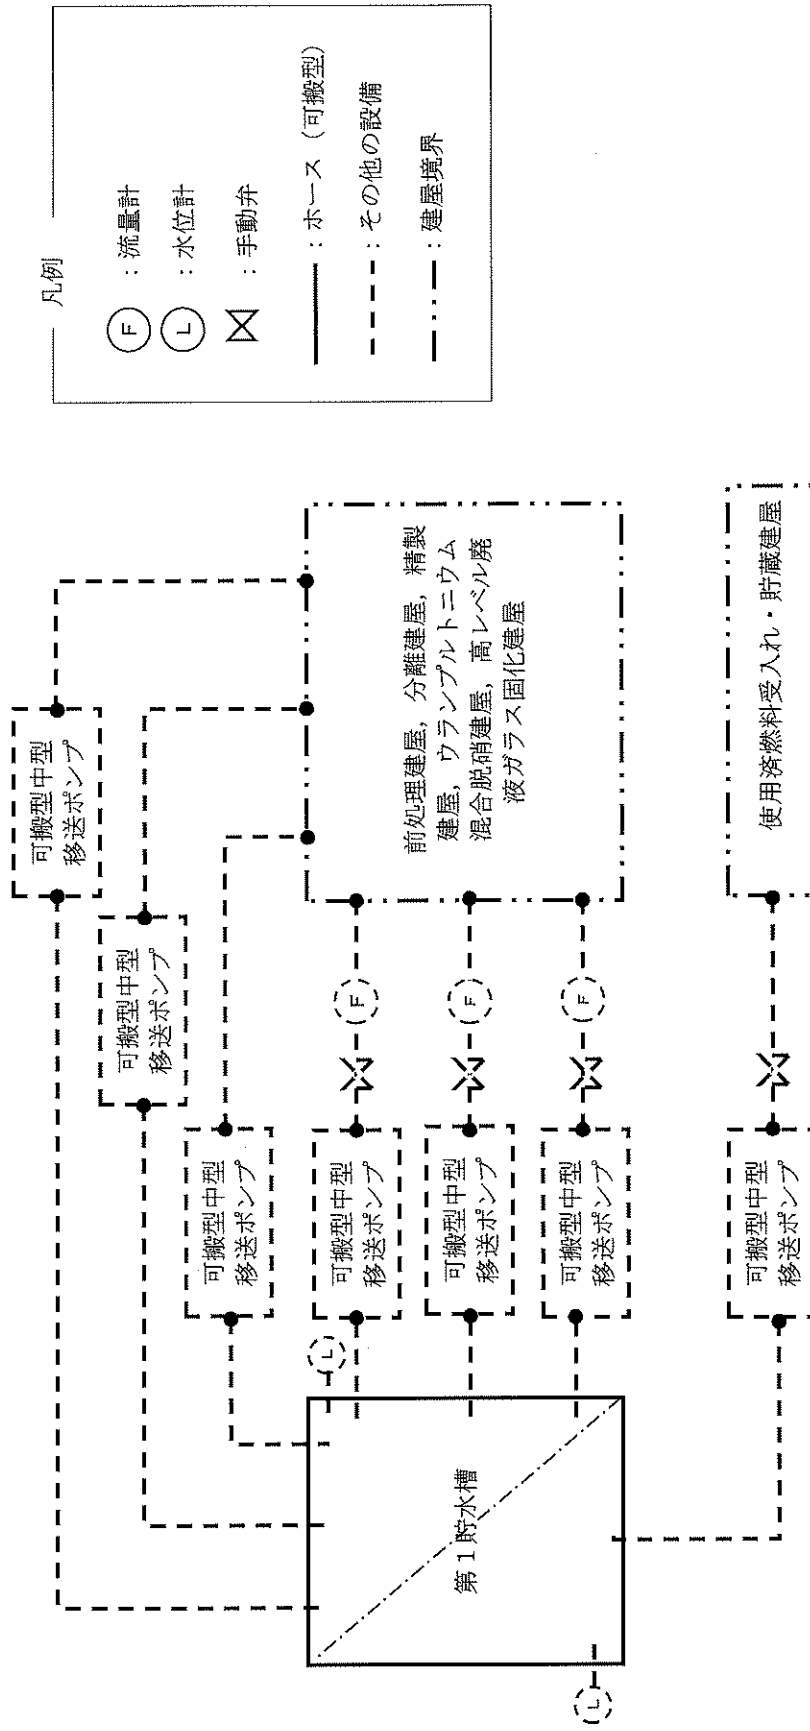 凡例
F：流量計
L：水位計
：手動弁
：ホース（可搬型）
：その他の設備
：建屋境界
可搬型中型
移送ポンプ
可搬型中型
移送ポンプ
可搬型中型
移送ポンプ
可搬型中型
移送ポンプ
可搬型中型
移送ポンプ
可搬型中型
移送ポンプ
可搬型中型
移送ポンプ
F
F
F
L
L
第１貯水槽
前処理建屋，分離建屋，精製
建屋，ウランプルトニウム
混合脱硝建屋，高レベル廃
液ガラス固化建屋
使用済燃料受入れ・貯蔵建屋